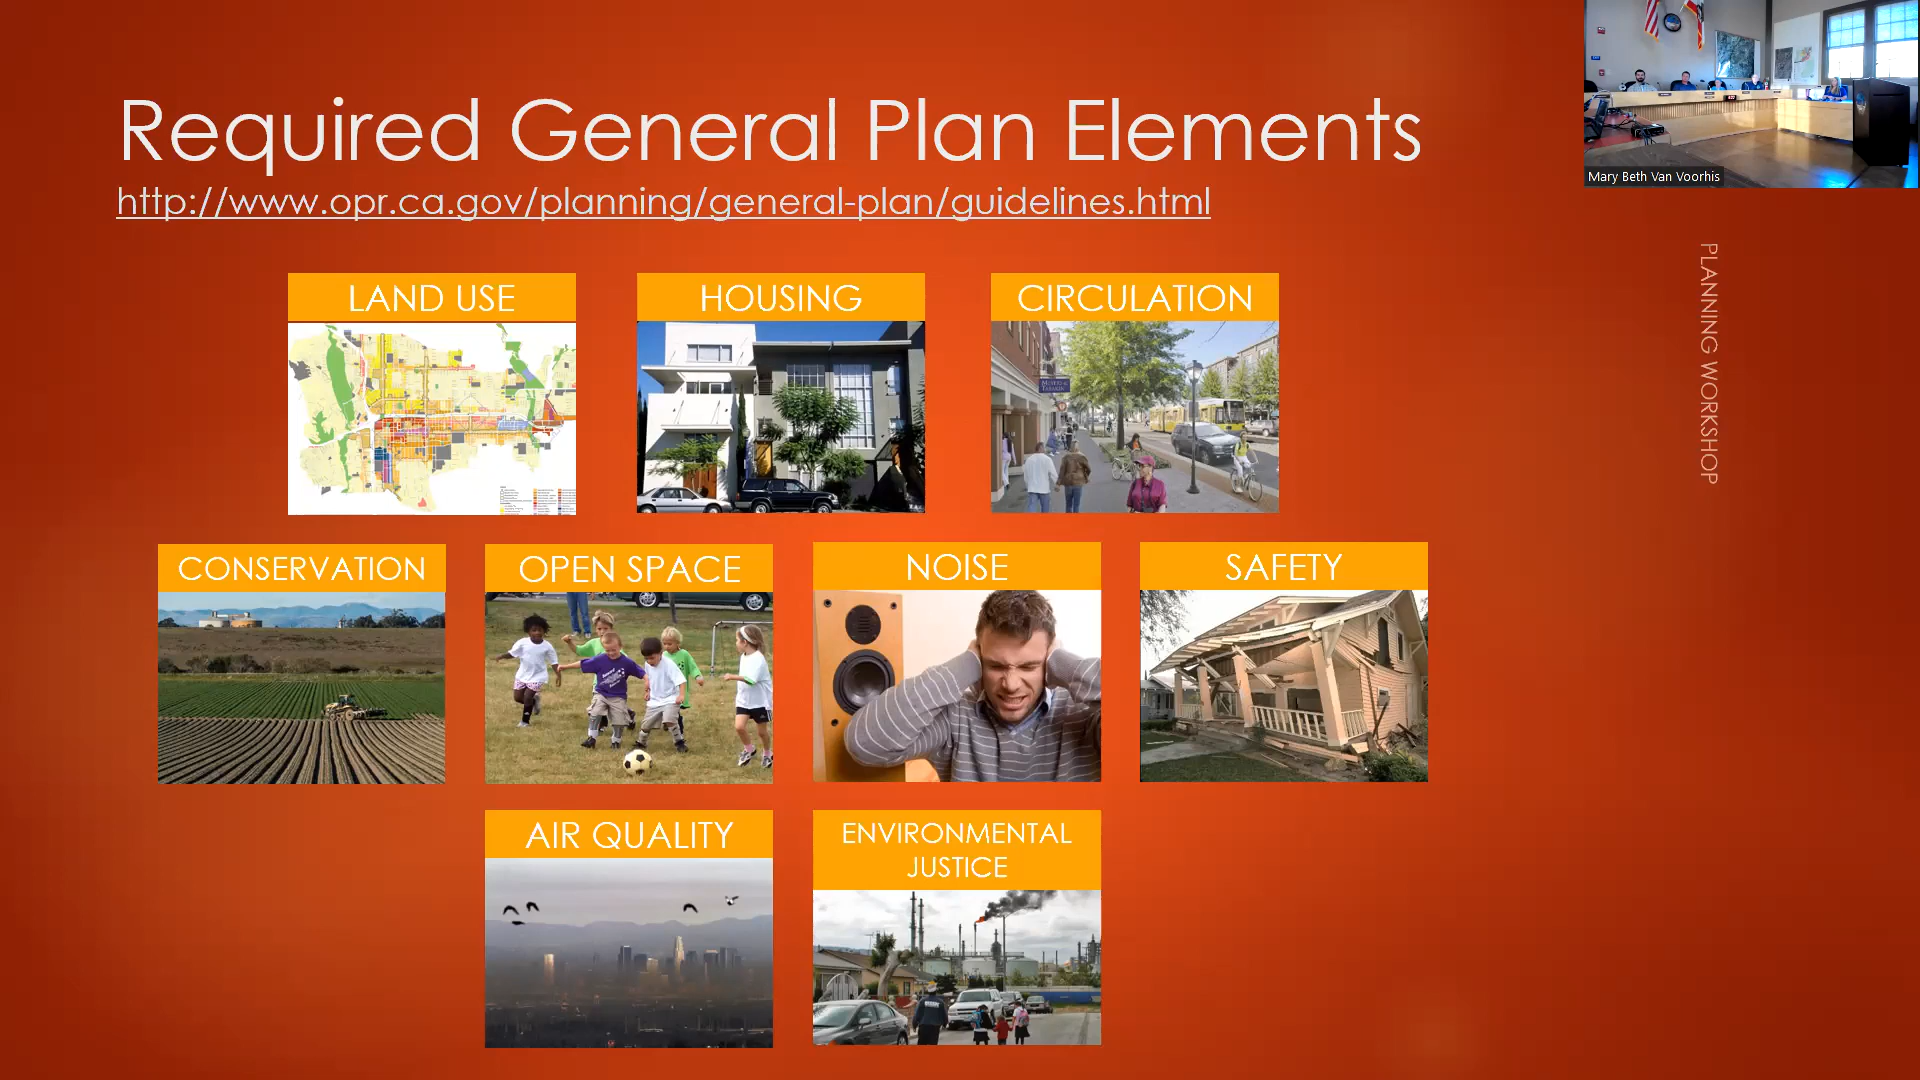 Required General Plan Elements
http://www.opr.ca.gov/planning/general-plan/guidelines.html
Mary Beth Van Voorhis
PLANNING WORKSHOP
LAND USE
HOUSING
CIRCULATION
CONSERVATION
OPEN SPACE
NOISE
SAFETY
AIR QUALITY
ENVIRONMENTAL
JUSTICE